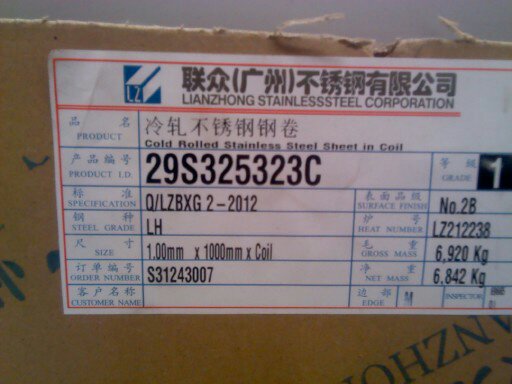 LZ 联众(广州)不锈钢有限公司
LIANZHONG STAINLESSSTEEL CORPORATION
品名 冷轧不锈钢钢卷
PRODUCT Cold Rolled Stainless Steel Sheet in Coil
产品编号 29S325323C 等级 1
PRODUCT I.D. GRADE
标准 Q/LZBXG 2-2012 表面品级 No.2B
SPECIFICATION SURFACE FINISH
钢种 LH 炉号 LZ212238
STEEL GRADE HEAT NUMBER
尺寸 1.00mm x 1000mm x Coil 毛重 6,920 Kg
SIZE GROSS MASS
订单编号 S31243007 净重 6,842 Kg
ORDER NUMBER NET MASS
客户名称 边部 M INSPECTOR
CUSTOMER NAME EDGE
ANZHO